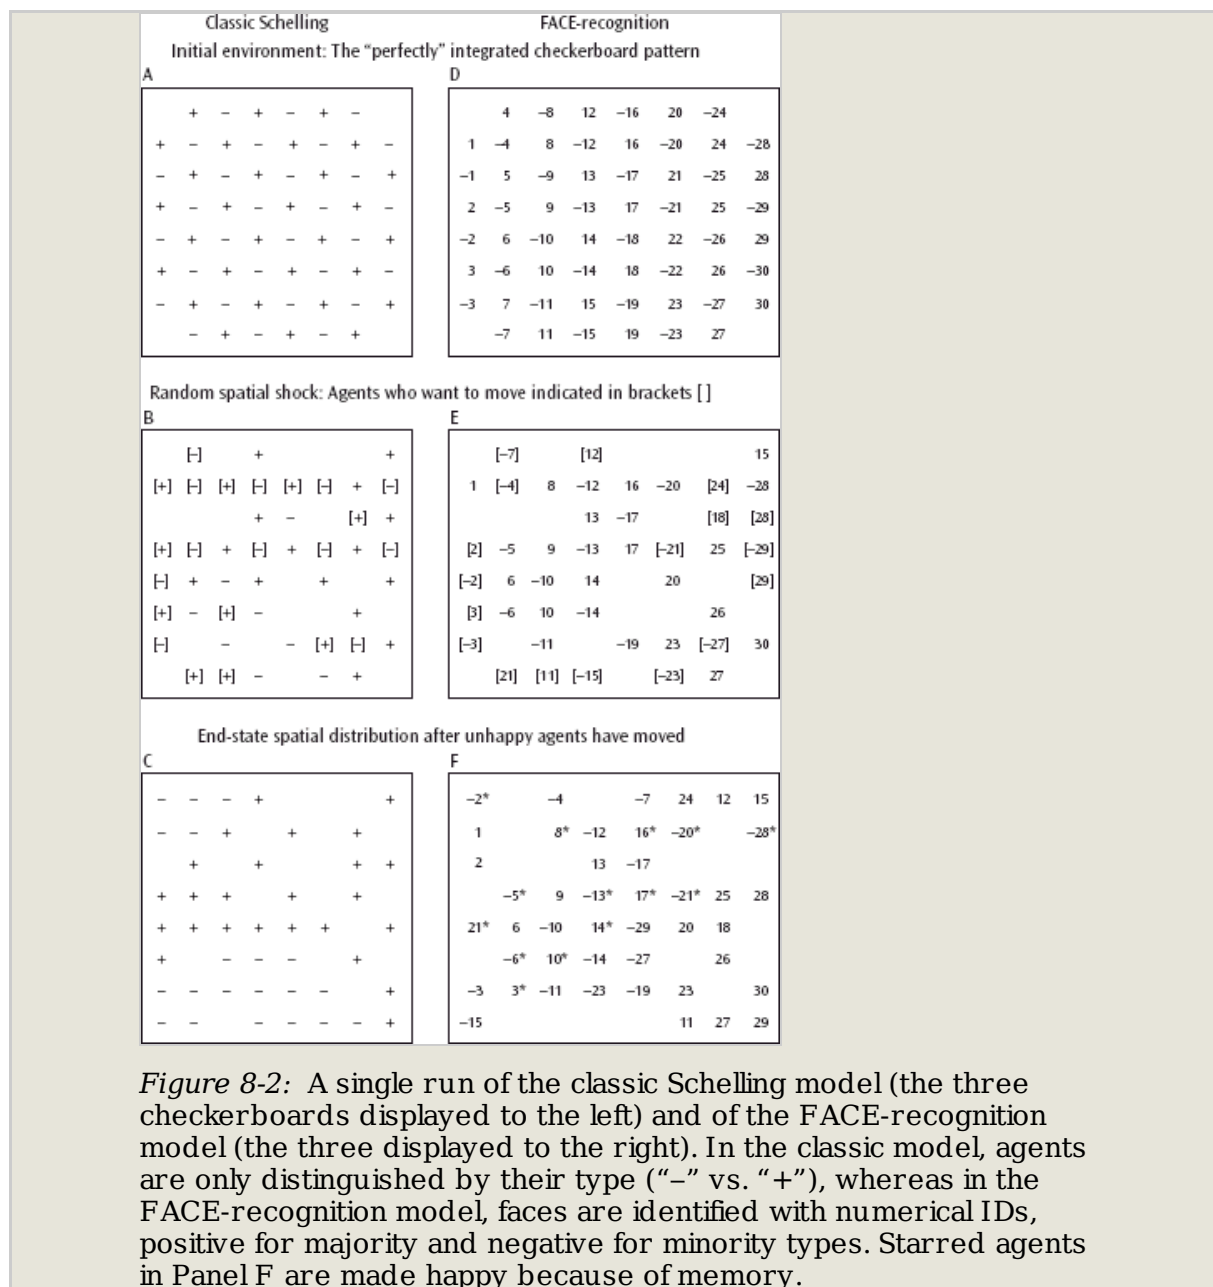 Classic Schelling FACE-recognition
Initial environment: The “perfectly” integrated checkerboard pattern
A D
+ – + – + –
+ – + – + – + –
– + – + – + – +
+ – + – + – + –
– + – + – + – +
+ – + – + – + –
– + – + – + – +
– + – + – +
4 –8 12 –16 20 –24
1 –4 8 –12 16 –20 24 –28
–1 5 –9 13 –17 21 –25 28
2 –5 9 –13 17 –21 25 –29
–2 6 –10 14 –18 22 –26 29
3 –6 10 –14 18 –22 26 –30
–3 7 –11 15 –19 23 –27 30
–7 11 –15 19 –23 27
Random spatial shock: Agents who want to move indicated in brackets [ ]
B E
[–] + +
[+] [–] [+] [–] [+] [–] + [–]
+ – [+] +
[+] [–] + [–] + [–] + [–]
[–] + – + + +
[+] – [+] – +
[–] – – [+] [–] +
[+] [+] – – +
[–7] [12] 15
1 [–4] 8 –12 16 –20 [24] –28
13 –17 [18] [28]
[2] –5 9 –13 17 [–21] 25 [–29]
[–2] 6 –10 14 20 [29]
[3] –6 10 –14 26
[–3] –11 –19 23 [–27] 30
[21] [11] [–15] [–23] 27
End-state spatial distribution after unhappy agents have moved
C F
– – – + +
– – + + +
+ + + +
+ + + + +
+ + + + + + +
+ – – – +
– – – – – – +
– – – – – – +
–2* –4 –7 24 12 15
1 8* –12 16* –20* –28*
2 13 –17
–5* 9 –13* 17* –21* 25 28
21* 6 –10 14* –29 20 18
–6* 10* –14 –27 26
–3 3* –11 –23 –19 23 30
–15 11 27 29
Figure 8-2: A single run of the classic Schelling model (the three
checkerboards displayed to the left) and of the FACE-recognition
model (the three displayed to the right). In the classic model, agents
are only distinguished by their type (“–” vs. “+”), whereas in the
FACE-recognition model, faces are identified with numerical IDs,
positive for majority and negative for minority types. Starred agents
in Panel F are made happy because of memory.